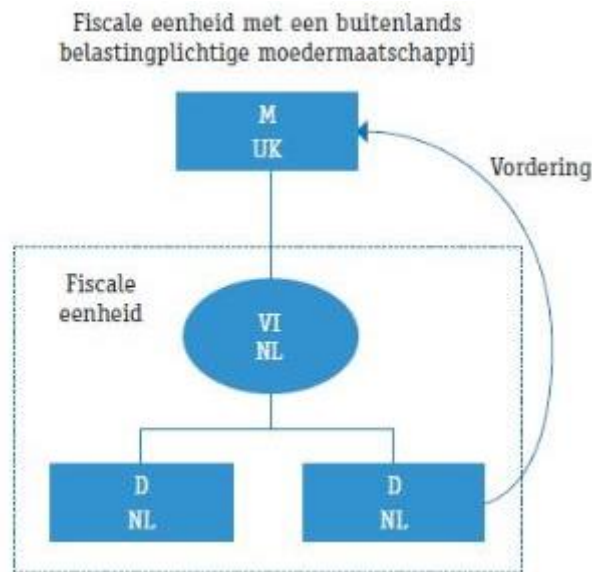 Fiscale eenheid met een buitenlands
belastingplichtige moedermaatschappij
M
UK
Vordering
Fiscale
eenheid
VI
NL
D
NL
D
NL